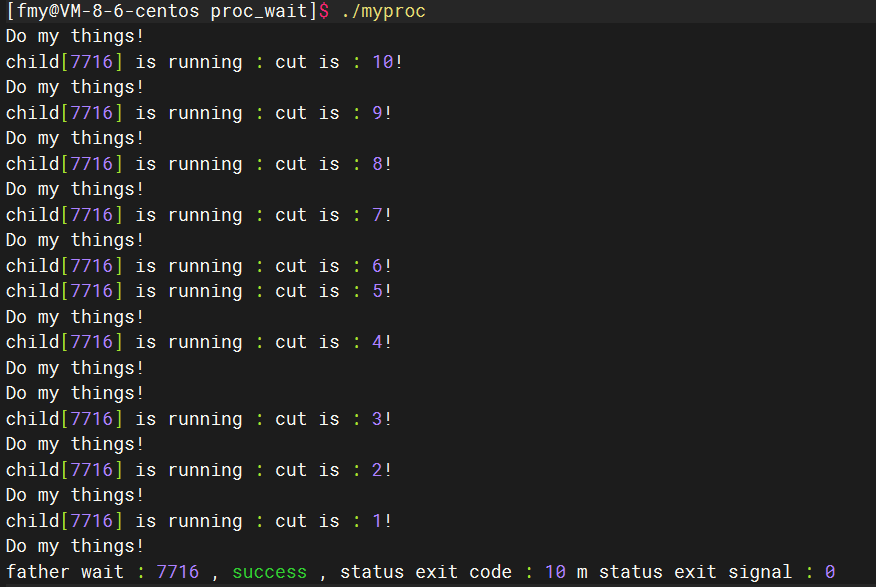 [fmy@VM-8-6-centos proc_wait]$ ./myproc
Do my things!
child[7716] is running : cut is : 10!
Do my things!
child[7716] is running : cut is : 9!
Do my things!
child[7716] is running : cut is : 8!
Do my things!
child[7716] is running : cut is : 7!
Do my things!
child[7716] is running : cut is : 6!
child[7716] is running : cut is : 5!
Do my things!
child[7716] is running : cut is : 4!
Do my things!
Do my things!
child[7716] is running : cut is : 3!
Do my things!
child[7716] is running : cut is : 2!
Do my things!
child[7716] is running : cut is : 1!
Do my things!
father wait : 7716 , success , status exit code : 10 m status exit signal : 0